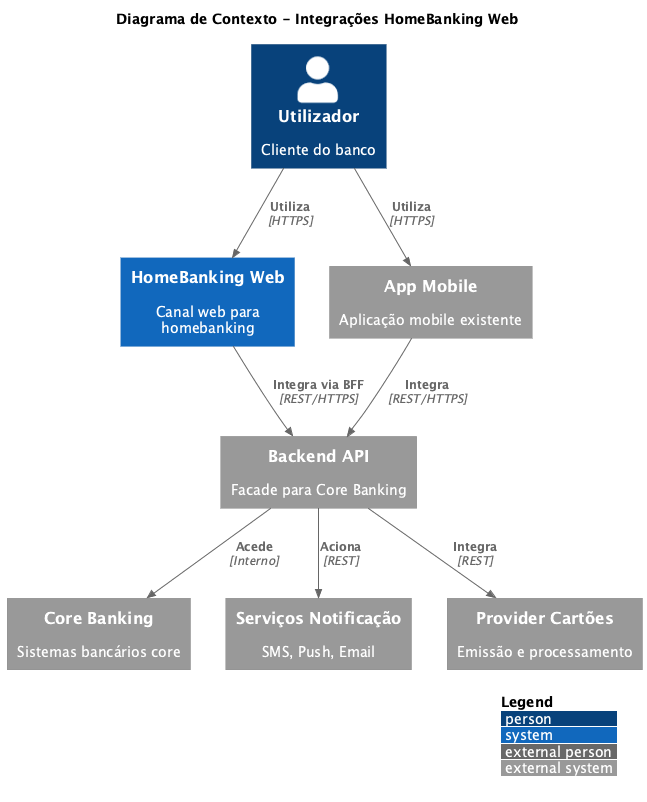 Diagrama de Contexto - Integrações HomeBanking Web
Utilizador
Cliente do banco
Utiliza
[HTTPS]
Utiliza
[HTTPS]
HomeBanking Web
Canal web para
homebanking
App Mobile
Aplicação mobile existente
Integra via BFF
[REST/HTTPS]
Integra
[REST/HTTPS]
Backend API
Facade para Core Banking
Acede
[Interno]
Aciona
[REST]
Integra
[REST]
Core Banking
Sistemas bancários core
Serviços Notificação
SMS, Push, Email
Provider Cartões
Emissão e processamento
Legend
person
system
external person
external system